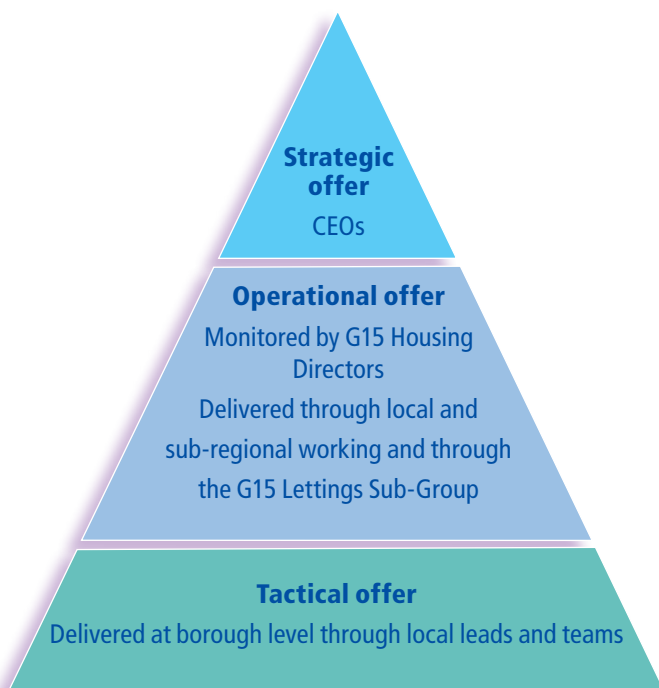 Strategic
offer
CEOs
Operational offer
Monitored by G15 Housing
Directors
Delivered through local and
sub-regional working and through
the G15 Lettings Sub-Group
Tactical offer
Delivered at borough level through local leads and teams